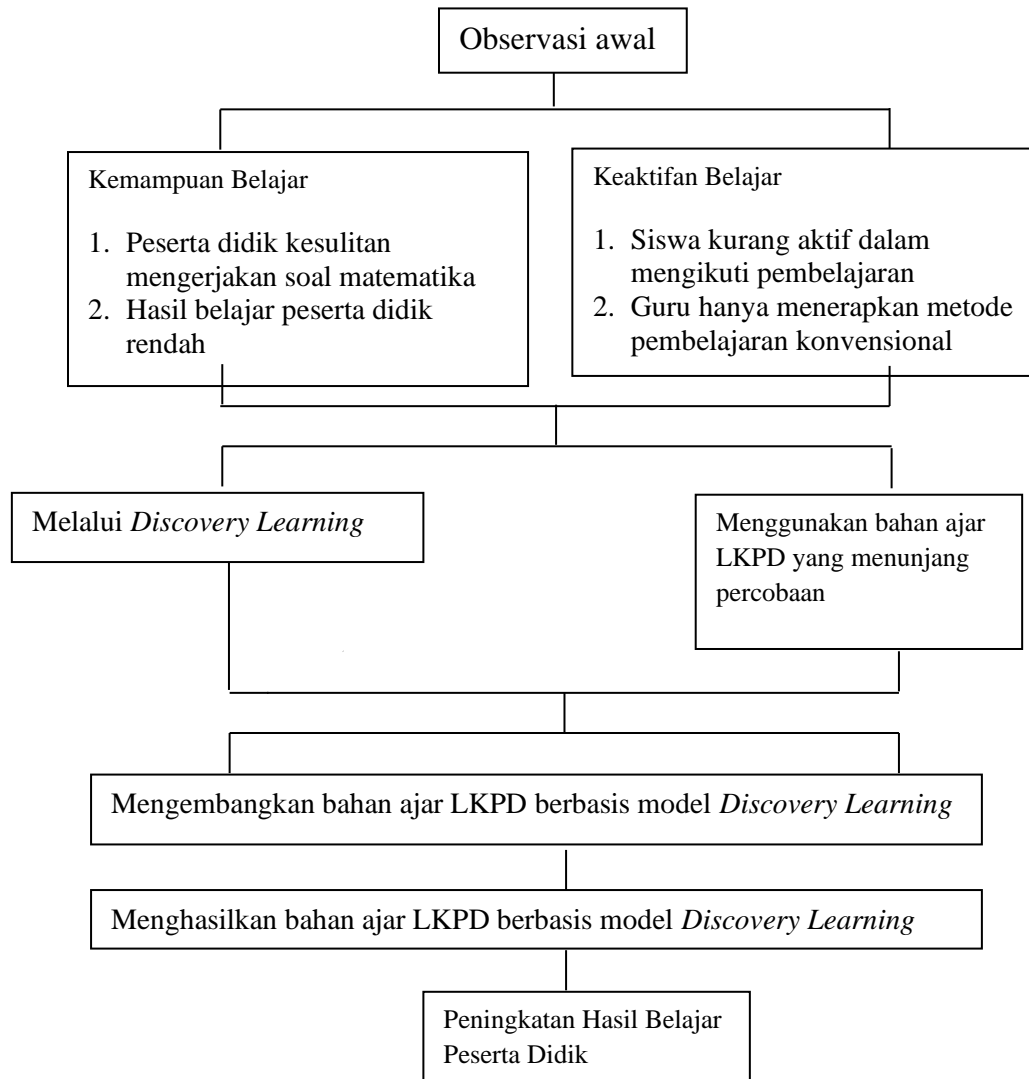 Observasi awal
Kemampuan Belajar
1. Peserta didik kesulitan
mengerjakan soal matematika
2. Hasil belajar peserta didik
rendah
Keaktifan Belajar
1. Siswa kurang aktif dalam
mengikuti pembelajaran
2. Guru hanya menerapkan metode
pembelajaran konvensional
Melalui Discovery Learning
Menggunakan bahan ajar
LKPD yang menunjang
percobaan
Mengembangkan bahan ajar LKPD berbasis model Discovery Learning
Menghasilkan bahan ajar LKPD berbasis model Discovery Learning
Peningkatan Hasil Belajar
Peserta Didik